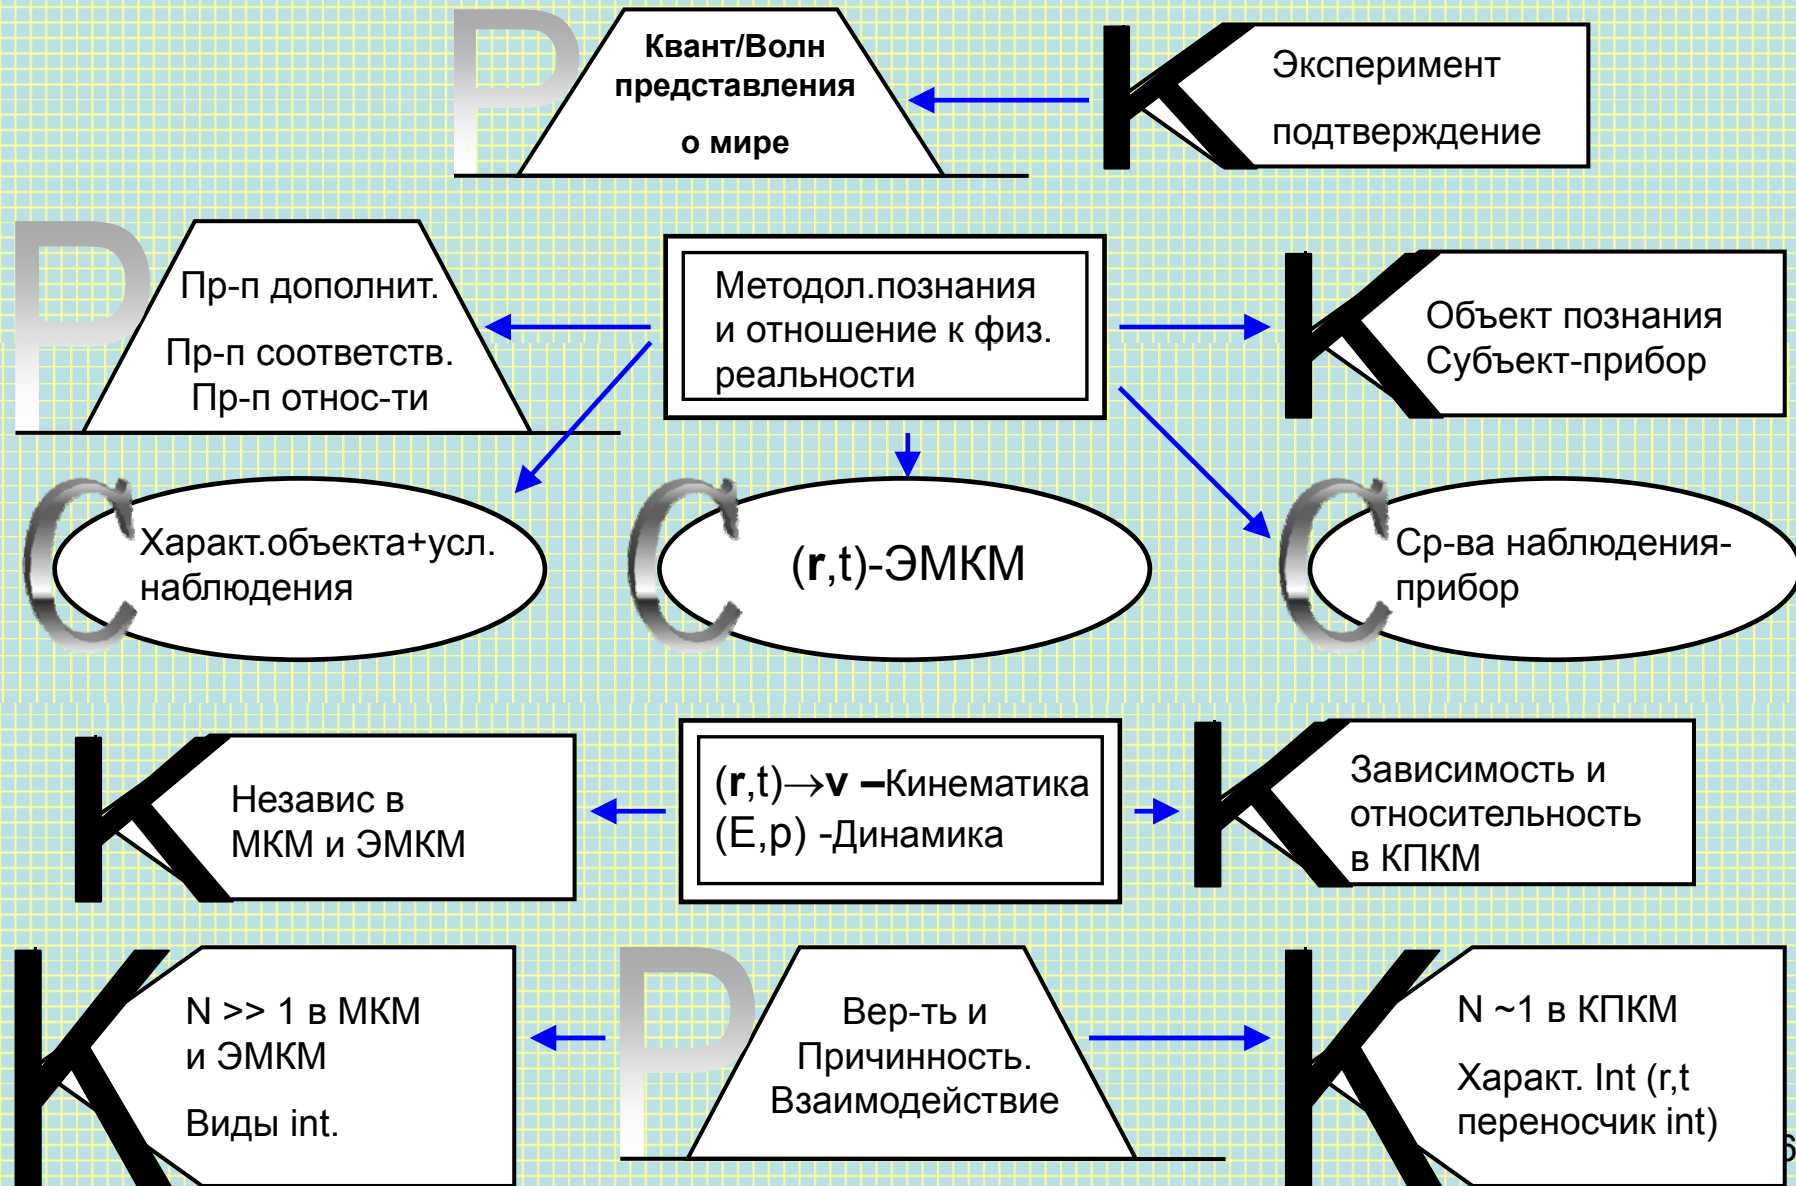 Р
Квант/Волн
представления
о мире
К
Эксперимент
подтверждение
Р
Пр-п дополнит.
Пр-п соответств.
Пр-п относ-ти
Методол.познания
и отношение к физ.
реальности
К
Объект познания
Субъект-прибор
С
Характ.объекта+усл.
наблюдения
С
(r,t)-ЭМКМ
С
Ср-ва наблюдения-
прибор
К
Независ в
МКМ и ЭМКМ
(r,t)→v –Кинематика
(E,p) -Динамика
К
Зависимость и
относительность
в КПКМ
К
N >> 1 в МКМ
и ЭМКМ
Виды int.
Р
Вер-ть и
Причинность.
Взаимодействие
К
N ~1 в КПКМ
Характ. Int (r,t
переносчик int)